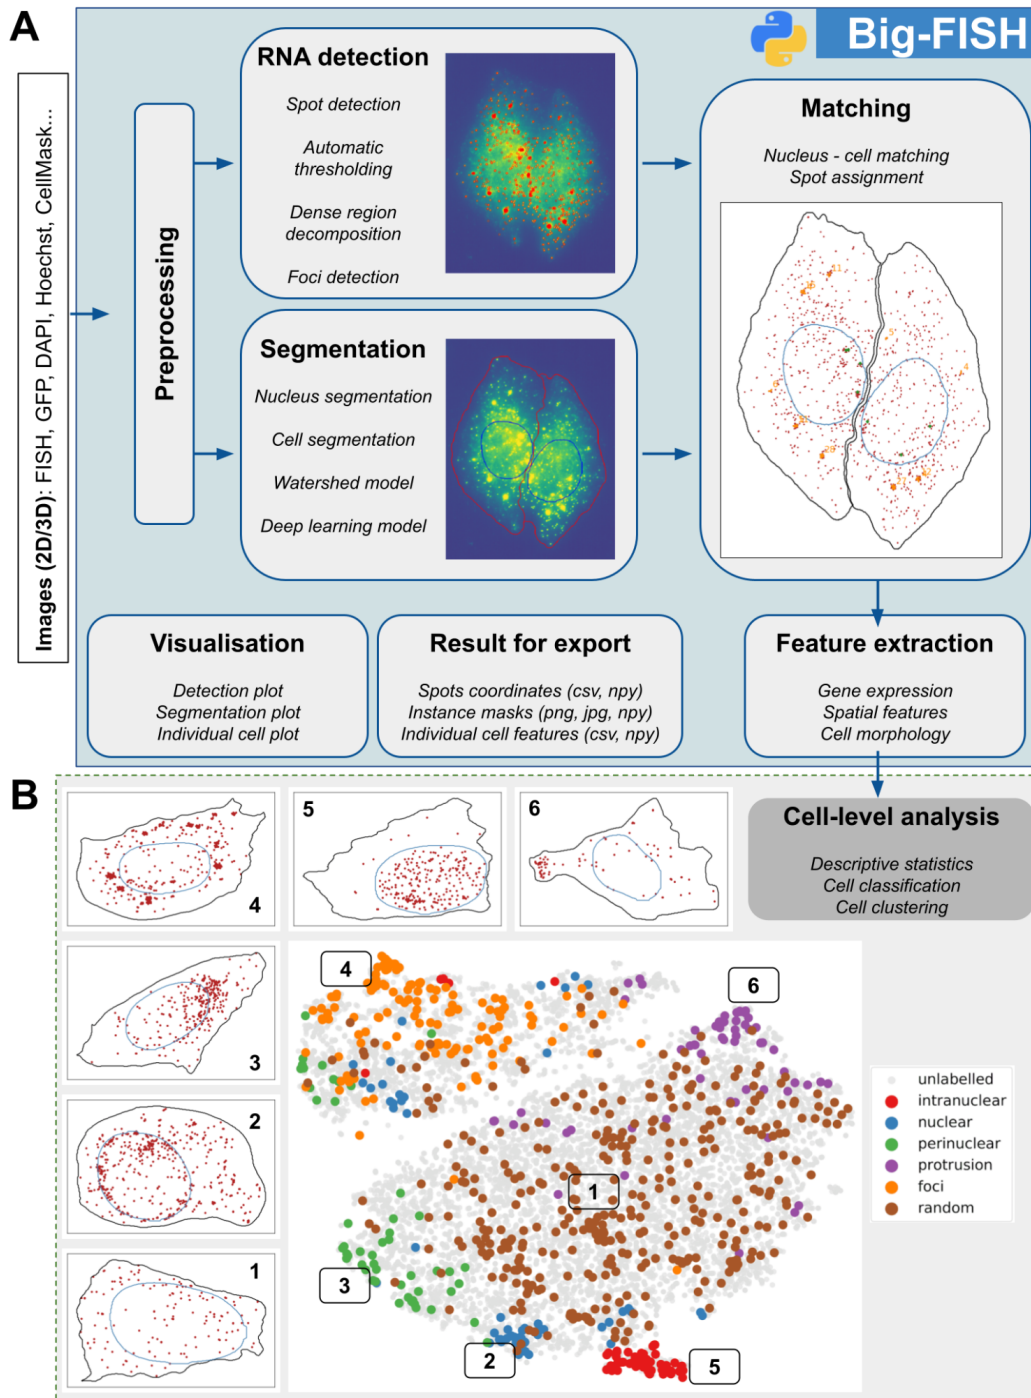 A
Big-FISH
Images (2D/3D): FISH, GFP, DAPI, Hoechst, CellMask...
Preprocessing
RNA detection
Spot detection
Automatic
thresholding
Dense region
decomposition
Foci detection
Segmentation
Nucleus segmentation
Cell segmentation
Watershed model
Deep learning model
Matching
Nucleus - cell matching
Spot assignment
Visualisation
Detection plot
Segmentation plot
Individual cell plot
Result for export
Spots coordinates (csv, npy)
Instance masks (png, jpg, npy)
Individual cell features (csv, npy)
Feature extraction
Gene expression
Spatial features
Cell morphology
B
Cell-level analysis
Descriptive statistics
Cell classification
Cell clustering
4
5
6
3
2
1
4
6
1
3
2
5
unlabelled
intranuclear
nuclear
perinuclear
protrusion
foci
random